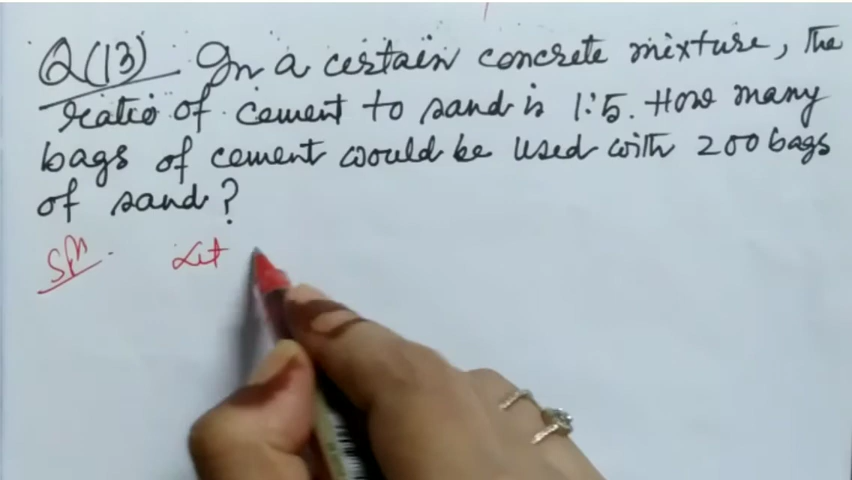 Q(13) In a certain concrete mixture, the
ratio of cement to sand is 1:5. How many
bags of cement would be used with 200 bags
of sand?
Sol^n. Let